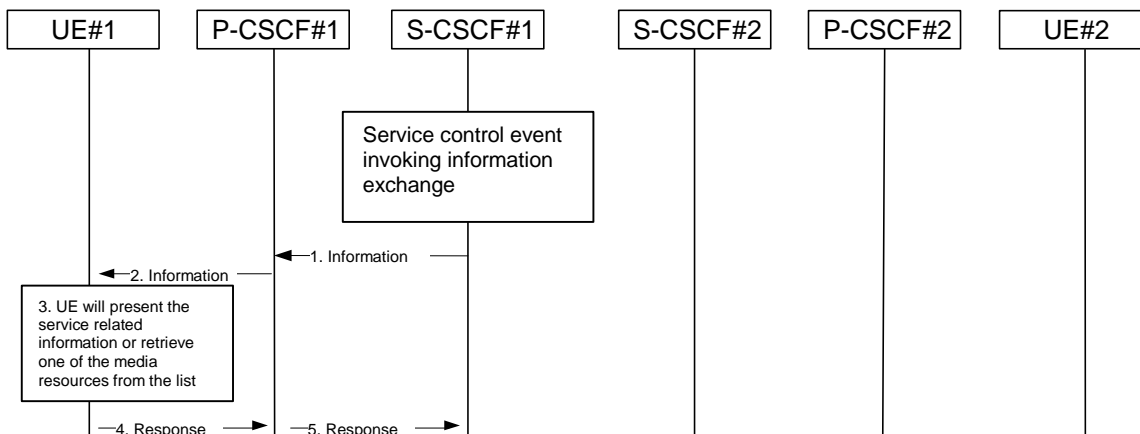 UE#1
P-CSCF#1
S-CSCF#1
S-CSCF#2
P-CSCF#2
UE#2
Service control event
invoking information
exchange
1. Information
2. Information
3. UE will present the
service related
information or retrieve
one of the media
resources from the list
4. Response
5. Response